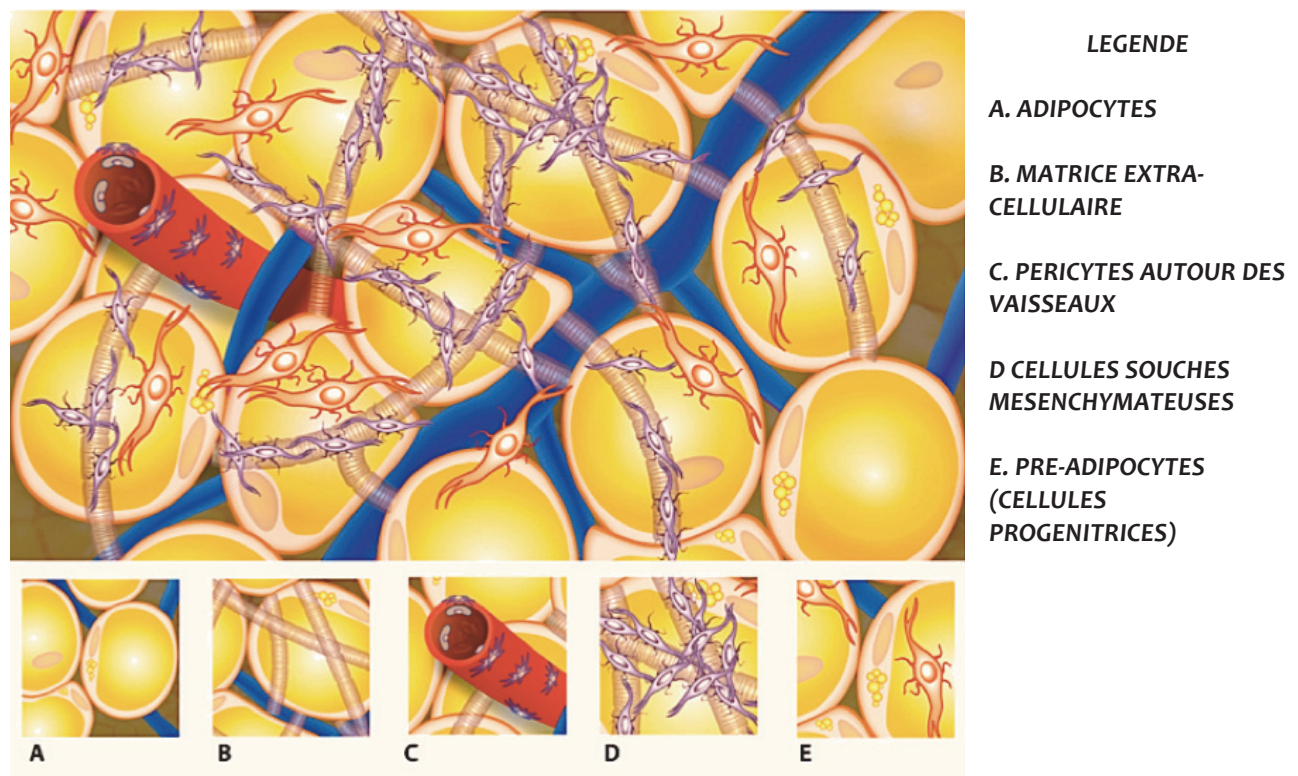 LEGENDE
A. ADIPOCYTES
B. MATRICE EXTRA-
CELLULAIRE
C. PERICYTES AUTOUR DES
VAISSEAUX
D CELLULES SOUCHES
MESENCHYMATEUSES
E. PRE-ADIPOCYTES
(CELLULES
PROGENITRICES)
A B C D E